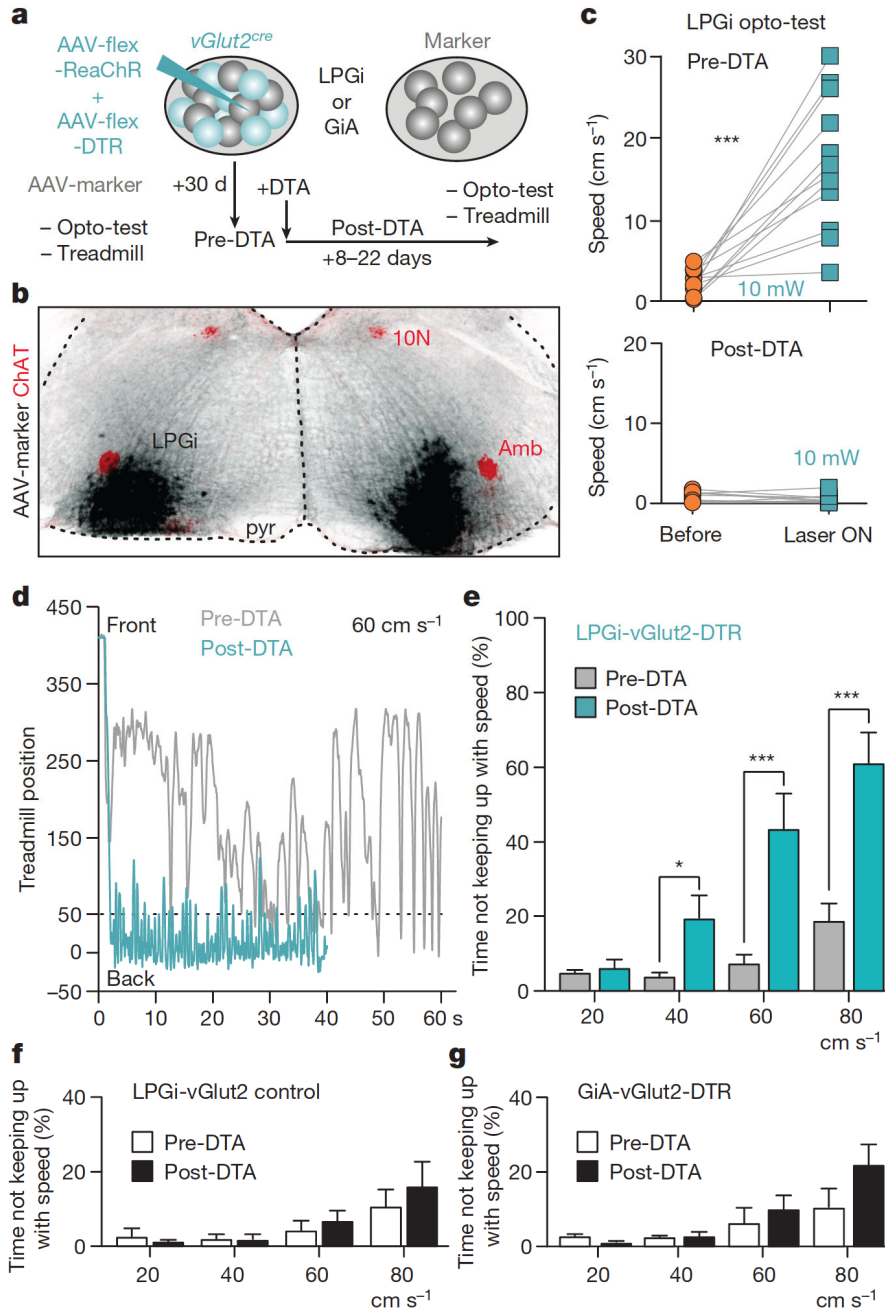 a
AAV-flex
-ReaChR
+
AAV-flex
-DTR
AAV-marker
vGlut2cre
LPGi
or
GiA
Marker
+30 d
+DTA
– Opto-test
– Treadmill
Pre-DTA
Post-DTA
+8–22 days
– Opto-test
– Treadmill
b
AAV-marker ChAT
10N
LPGi
Amb
pyr
c
LPGi opto-test
Pre-DTA
Speed (cm s–1)
30
20
10
0
***
10 mW
Post-DTA
Speed (cm s–1)
20
10
0
10 mW
Before
Laser ON
d
Treadmill position
450
350
250
150
50
0
–50
Front
Back
Pre-DTA
Post-DTA
60 cm s–1
0 10 20 30 40 50 60 s
e
Time not keeping up with speed (%)
100
80
60
40
20
0
LPGi-vGlut2-DTR
Pre-DTA
Post-DTA
*
***
***
20 40 60 80
cm s–1
f
Time not keeping up
with speed (%)
40
20
0
LPGi-vGlut2 control
Pre-DTA
Post-DTA
20 40 60 80
cm s–1
g
Time not keeping up
with speed (%)
40
20
0
GiA-vGlut2-DTR
Pre-DTA
Post-DTA
20 40 60 80
cm s–1